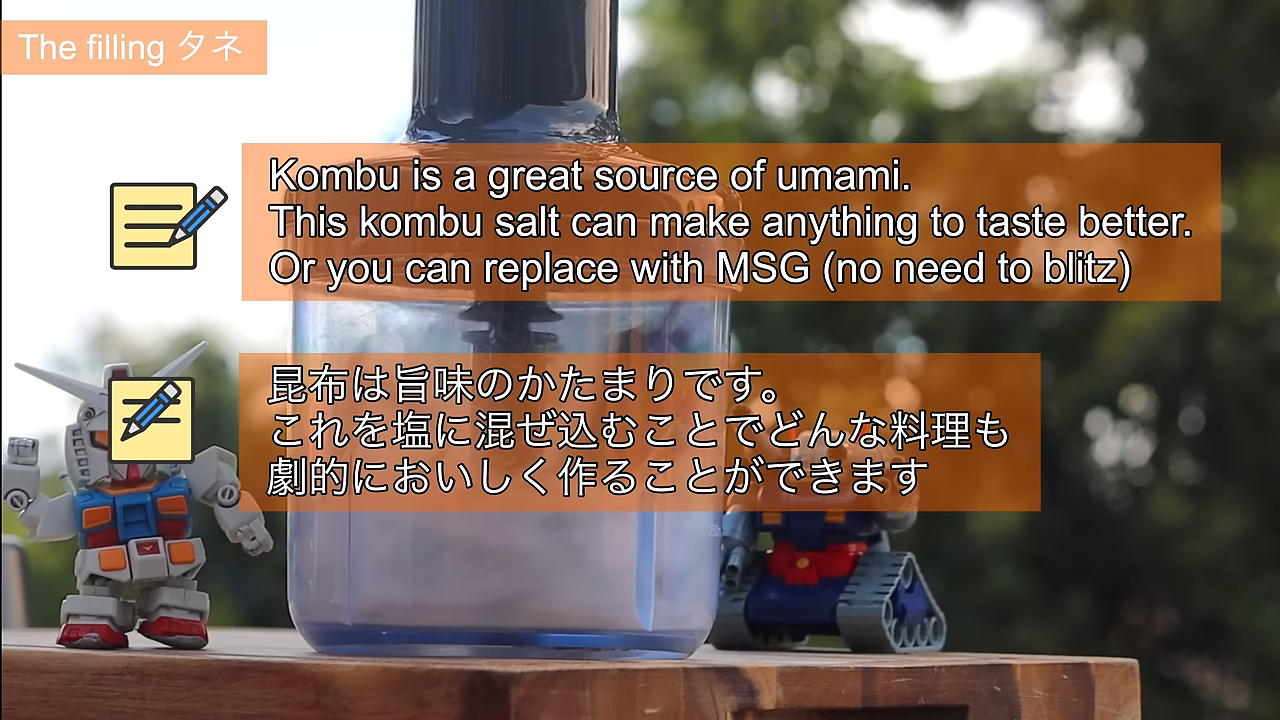 The filling タネ
Kombu is a great source of umami.
This kombu salt can make anything to taste better.
Or you can replace with MSG (no need to blitz)
昆布は旨味のかたまりです。
これを塩に混ぜ込むことでどんな料理も
劇的においしく作ることができます